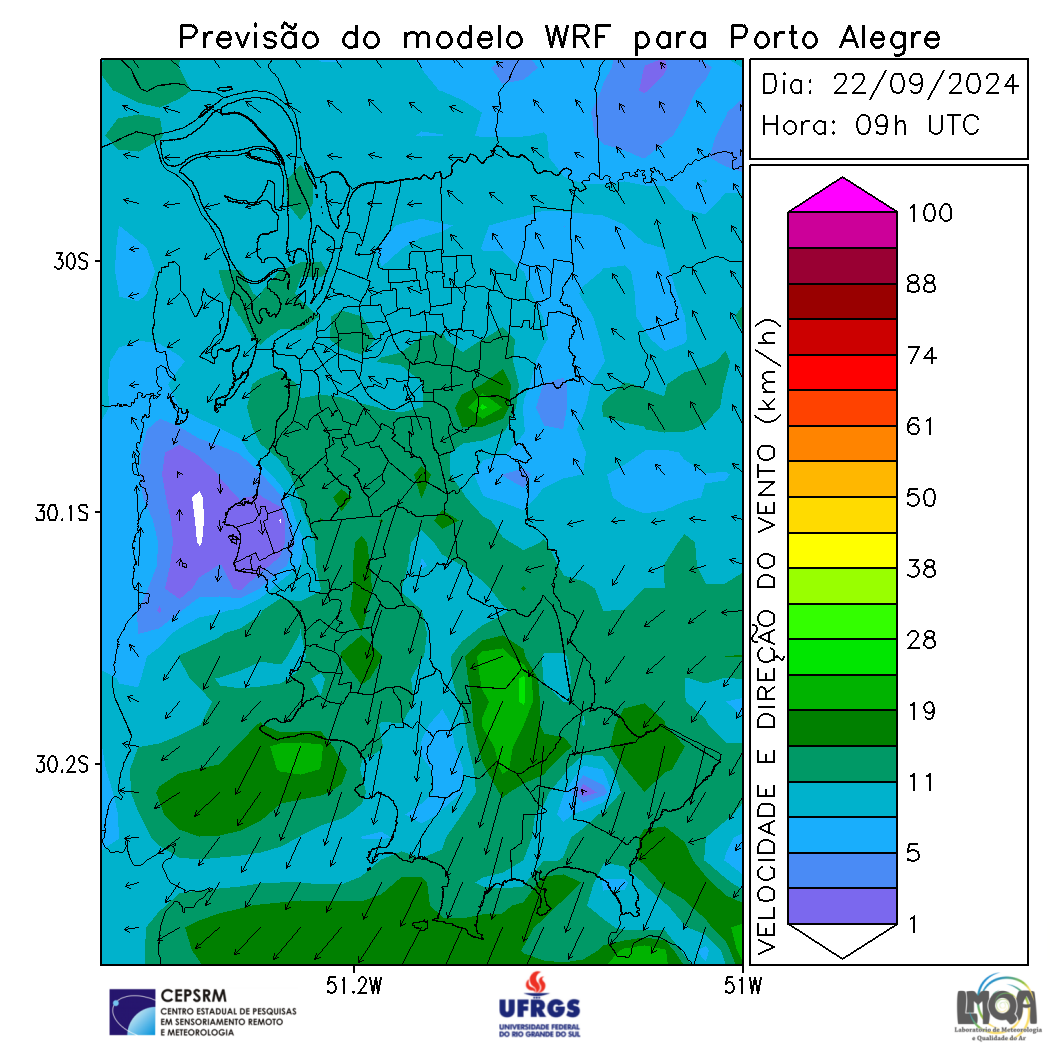 Previsão do modelo WRF para Porto Alegre
Dia: 22/09/2024
Hora: 09h UTC
30S
30.1S
30.2S
51.2W
51W
VELOCIDADE E DIREÇÃO DO VENTO (km/h)
100
88
74
61
50
38
28
19
11
5
1
CEPSRM
CENTRO ESTADUAL DE PESQUISAS
EM SENSORIAMENTO REMOTO
E METEOROLOGIA
UFRGS
UNIVERSIDADE FEDERAL
DO RIO GRANDE DO SUL
LMQA
Laboratório de Meteorologia
e Qualidade do Ar